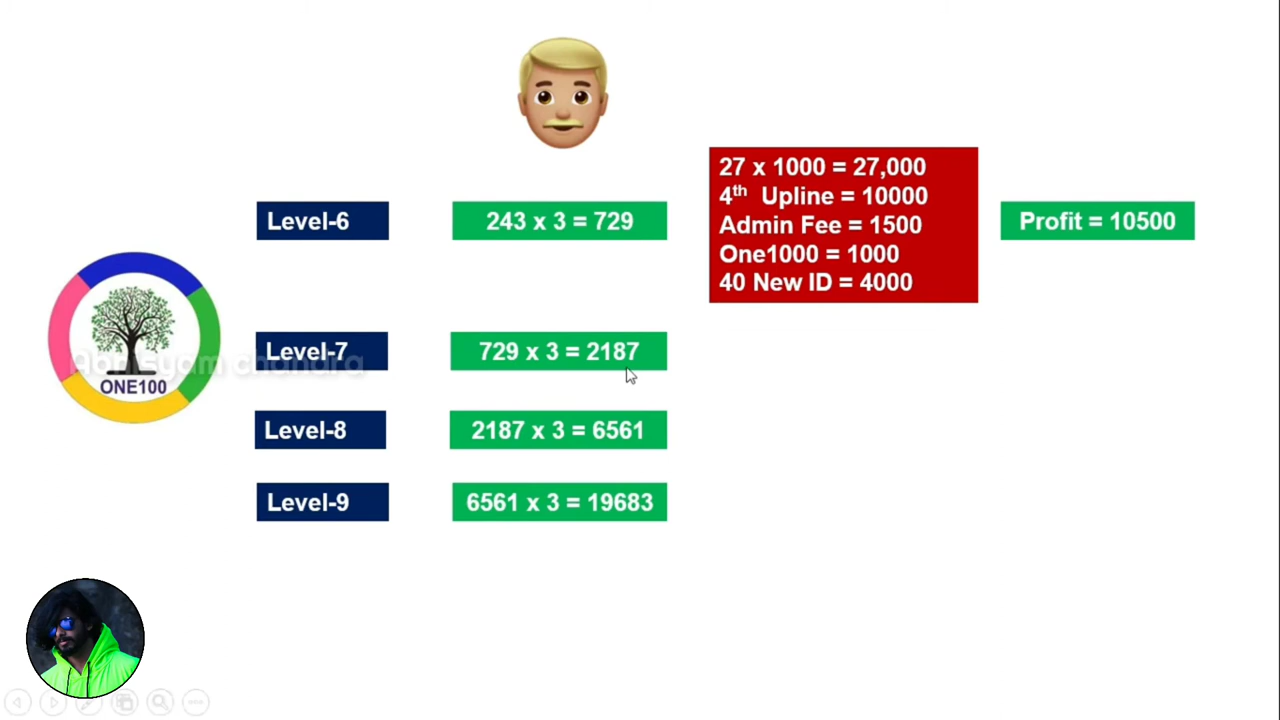 Level-6
243 x 3 = 729
27 x 1000 = 27,000
4th Upline = 10000
Admin Fee = 1500
One1000 = 1000
40 New ID = 4000
Profit = 10500
Level-7
729 x 3 = 2187
Abhisyam chandra
ONE100
Level-8
2187 x 3 = 6561
Level-9
6561 x 3 = 19683